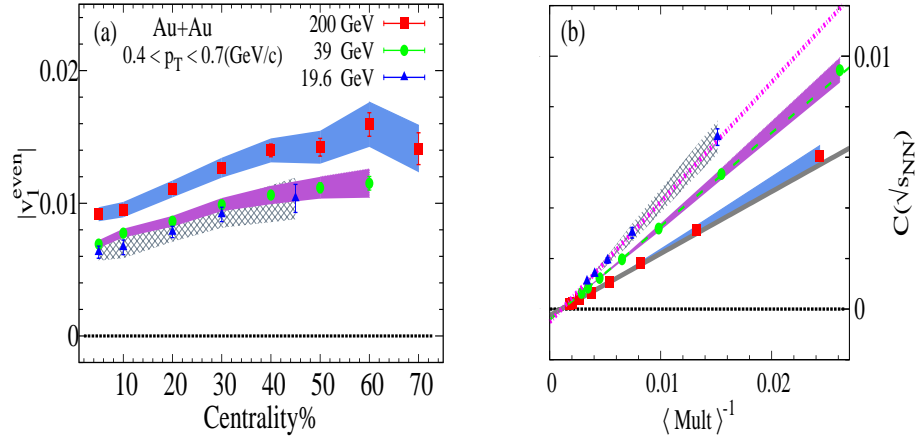 (a) Au+Au
0.4 < p_T < 0.7(GeV/c)
200 GeV
39 GeV
19.6 GeV
0.02
0.01
0
|v_1^{even}|
10 20 30 40 50 60 70
Centrality%
(b)
0.01
0
C(√s_{NN})
0 0.01 0.02
⟨Mult⟩^{-1}